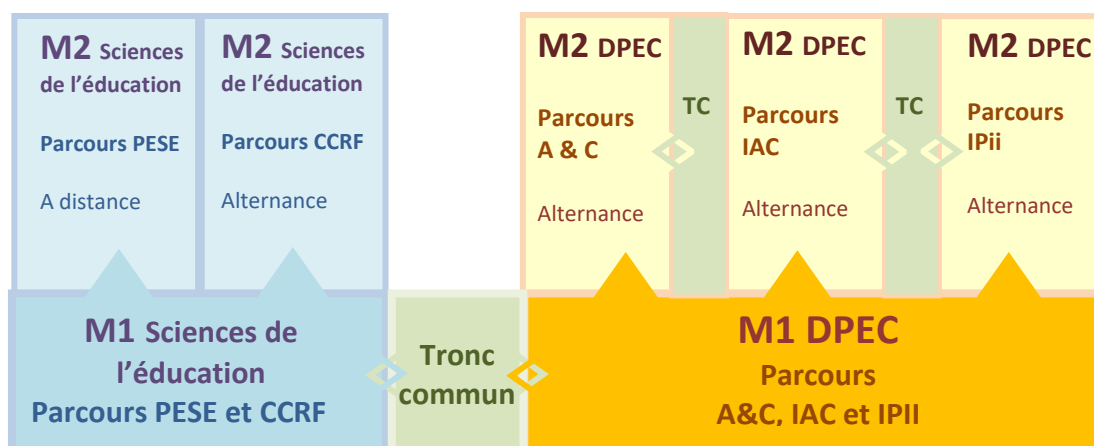 M2 Sciences
de l'éducation
Parcours PESE
A distance
M2 Sciences
de l'éducation
Parcours CCRF
Alternance
M2 DPEC
Parcours
A & C
Alternance
TC
M2 DPEC
Parcours
IAC
Alternance
TC
M2 DPEC
Parcours
IPii
Alternance
M1 Sciences de
l'éducation
Parcours PESE et CCRF
Tronc
commun
M1 DPEC
Parcours
A&C, IAC et IPII